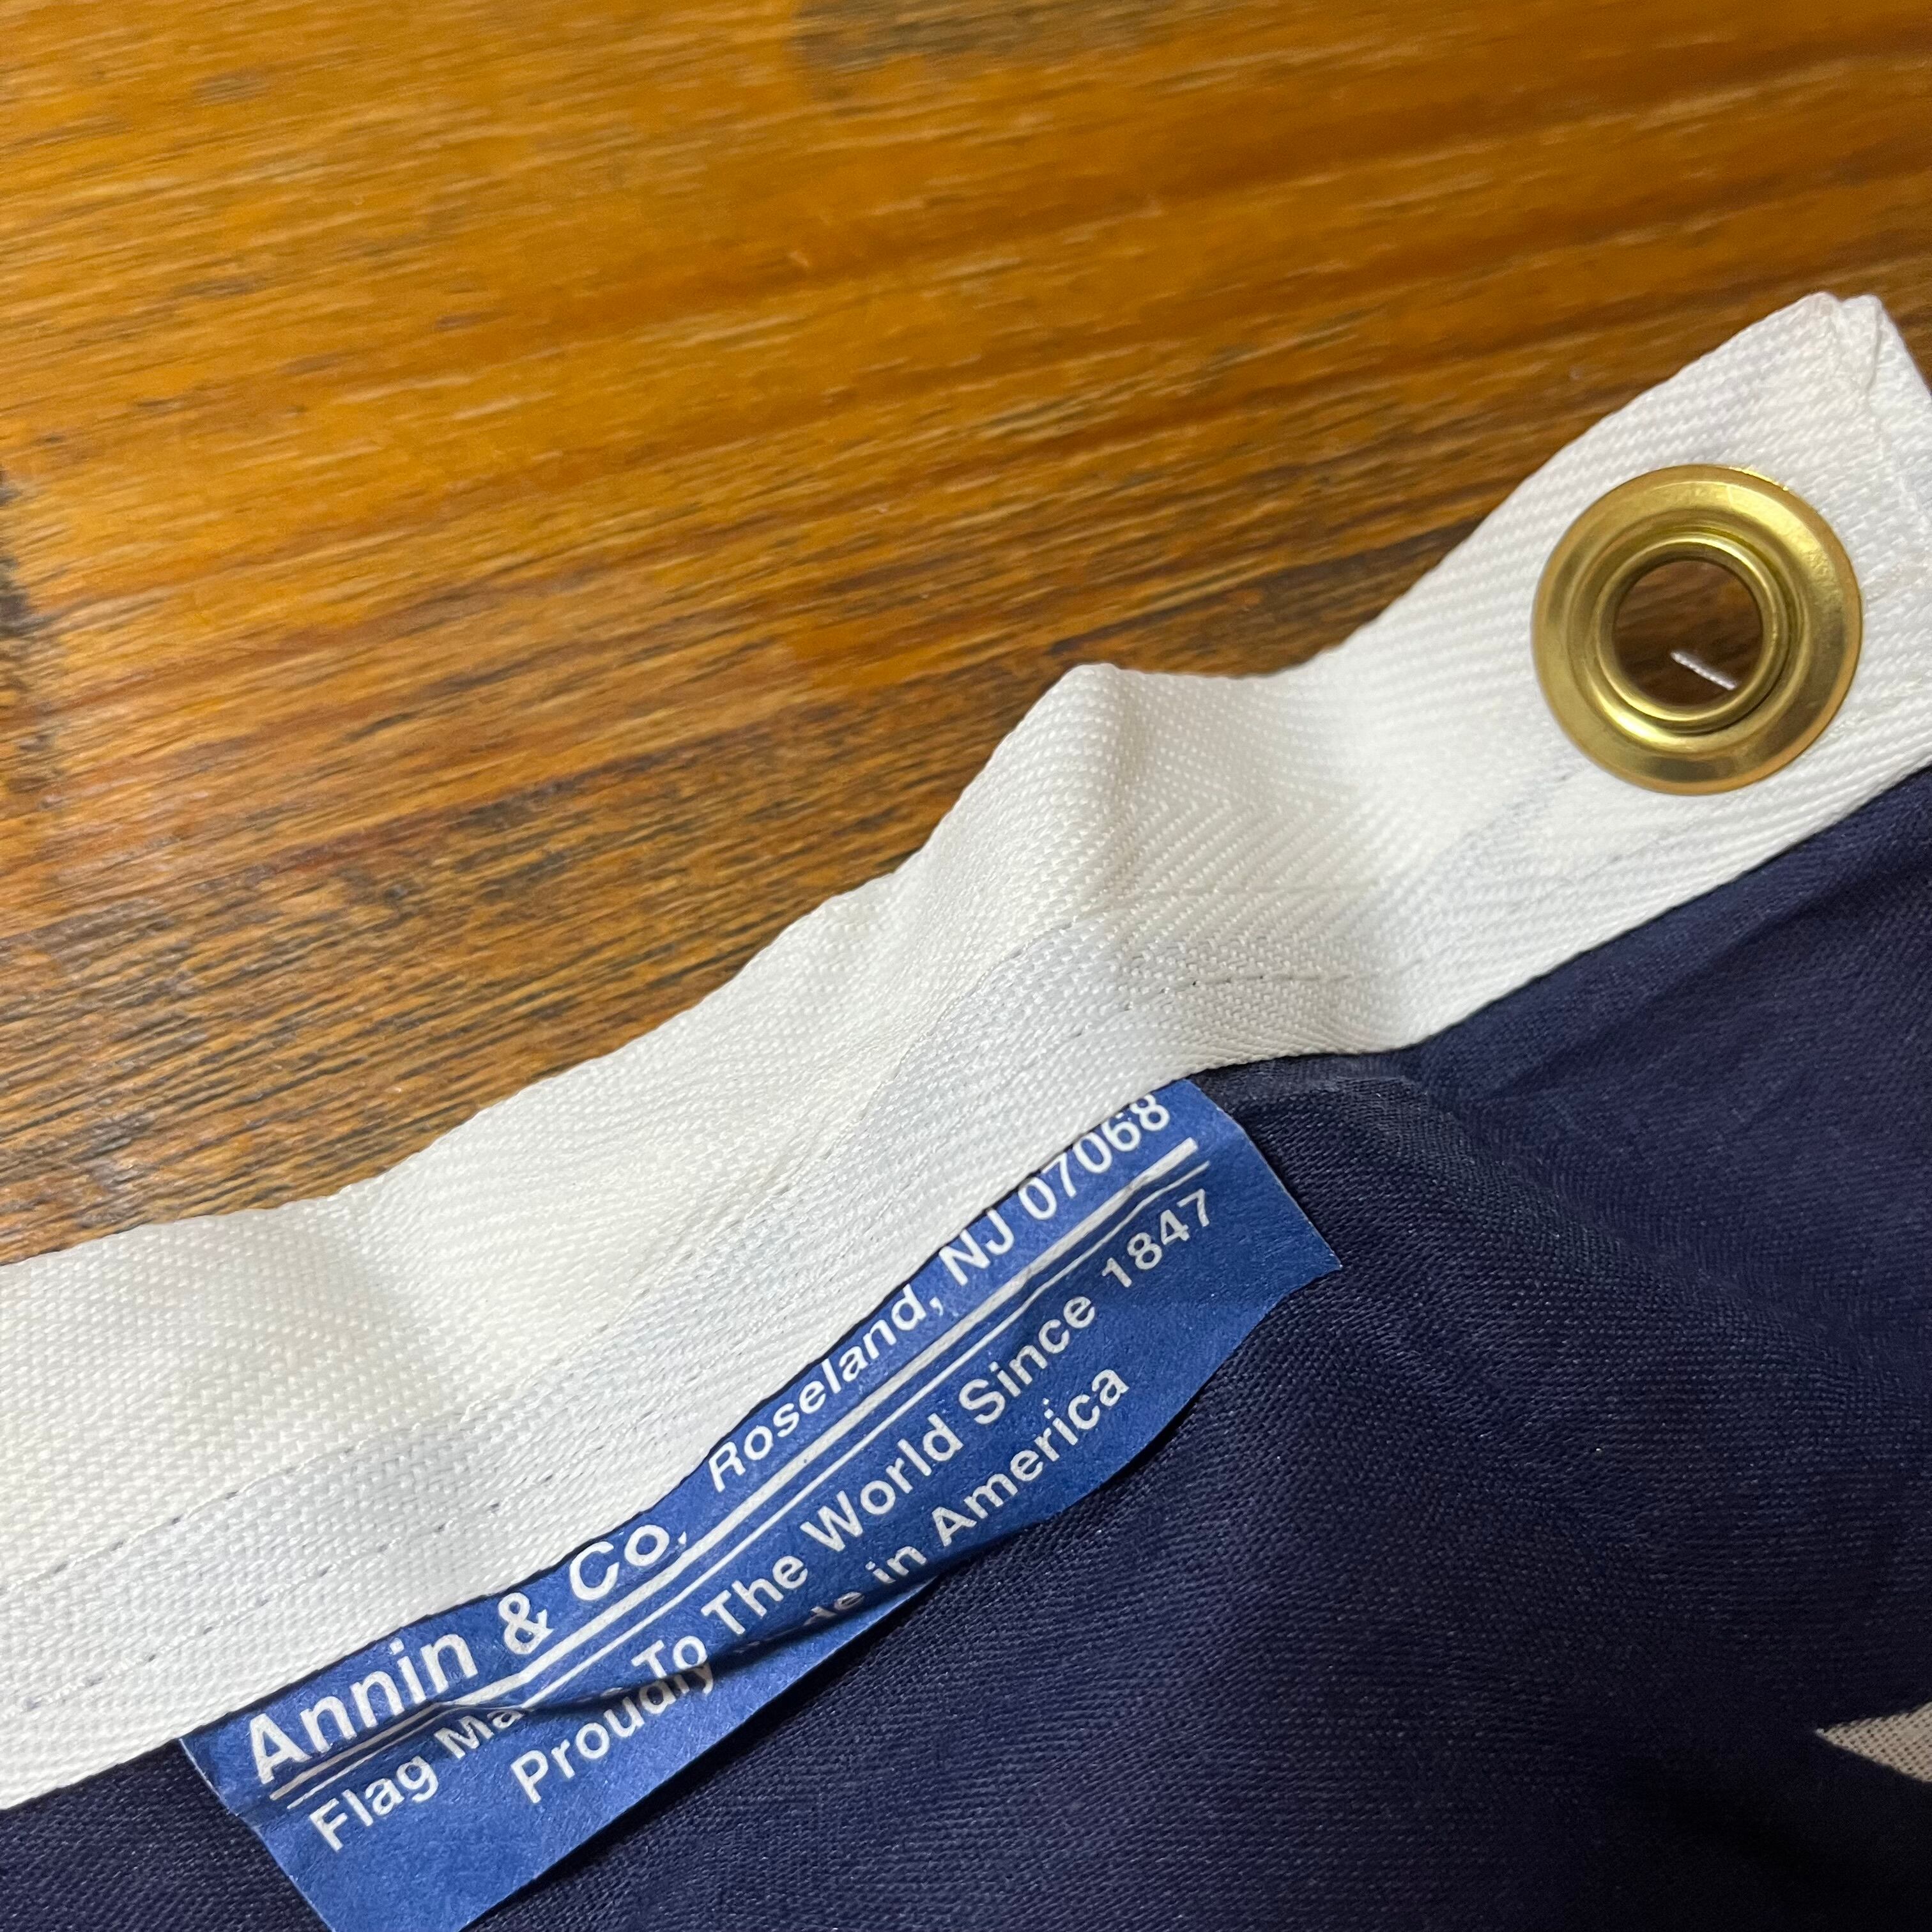 Annin & Co. Roseland, NJ 07068
Flag To The World Since 1847
Proudly in America